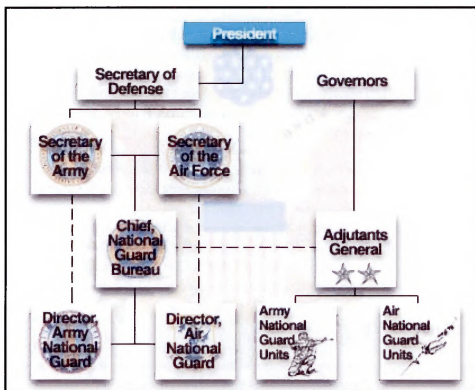 President
Secretary of
Defense
Governors
Secretary
of the
Army
Secretary
of the
Air Force
Chief,
National
Guard
Bureau
Adjutants
General
Director,
Army
National
Guard
Director,
Air
National
Guard
Army
National
Guard
Units
Air
National
Guard
Units